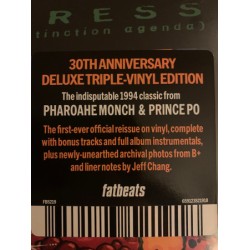 RESS
tinction agenda)
30TH ANNIVERSARY
DELUXE TRIPLE-VINYL EDITION
The indisputable 1994 classic from
PHAROAHE MONCH & PRINCE PO
The first-ever official reissue on vinyl, complete
with bonus tracks and full album instrumentals,
plus newly-unearthed archival photos from B+
and liner notes by Jeff Chang.
fatbeats